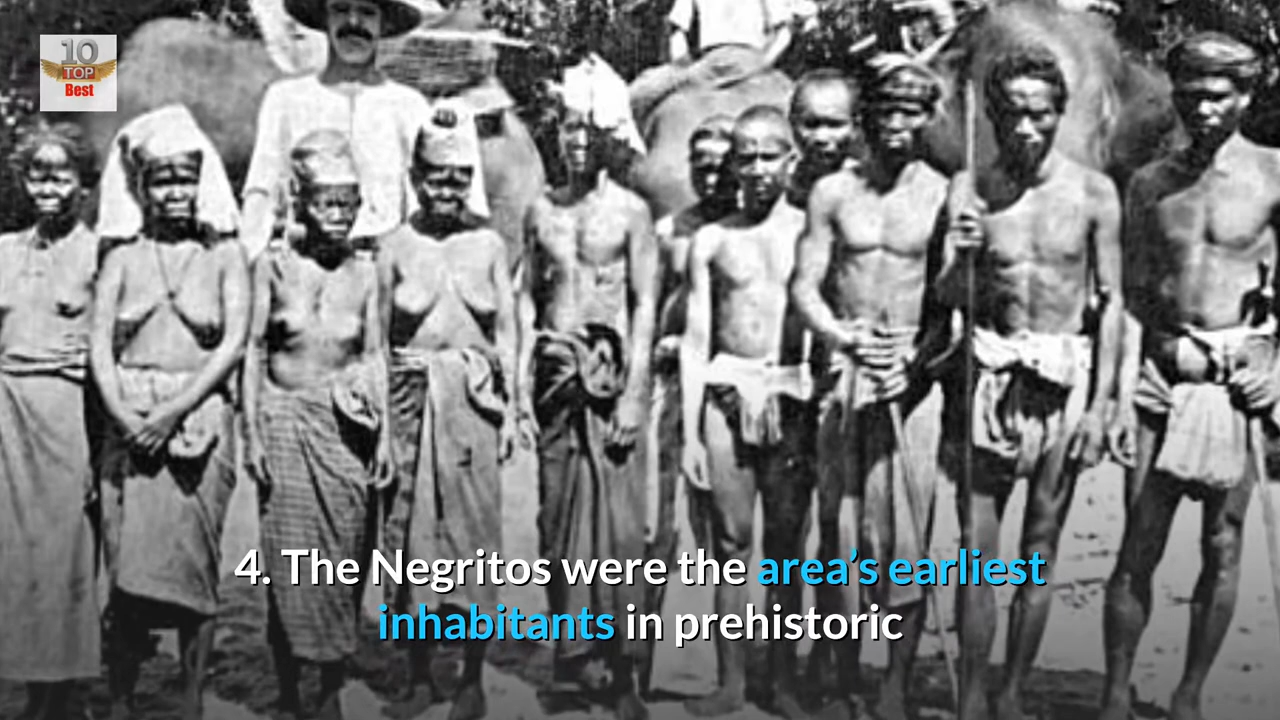 10
TOP
Best
4. The Negritos were the area's earliest
inhabitants in prehistoric